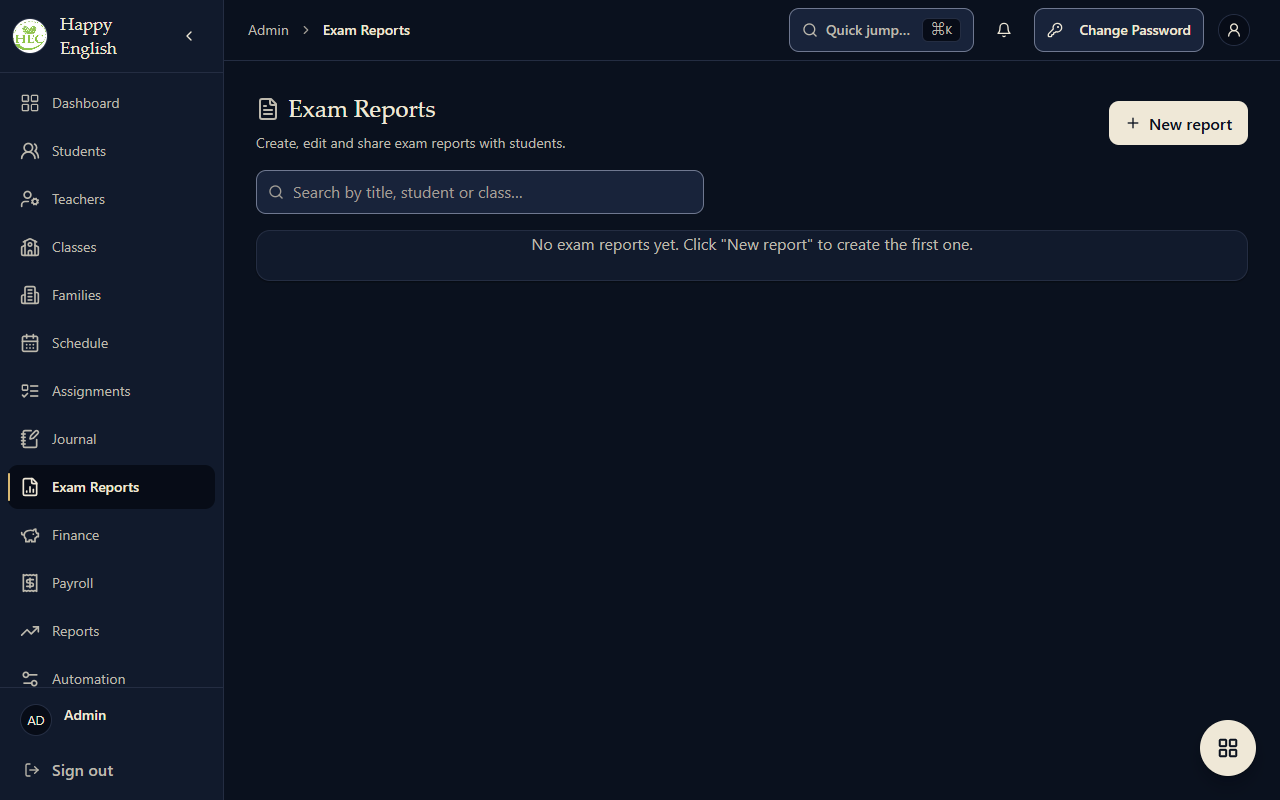 HEC
Happy
English
Admin
Exam Reports
Quick jump...
⌘K
Change Password
Dashboard
Students
Teachers
Classes
Families
Schedule
Assignments
Journal
Exam Reports
Finance
Payroll
Reports
Automation
AD
Admin
Sign out
Exam Reports
Create, edit and share exam reports with students.
New report
Search by title, student or class...
No exam reports yet. Click "New report" to create the first one.